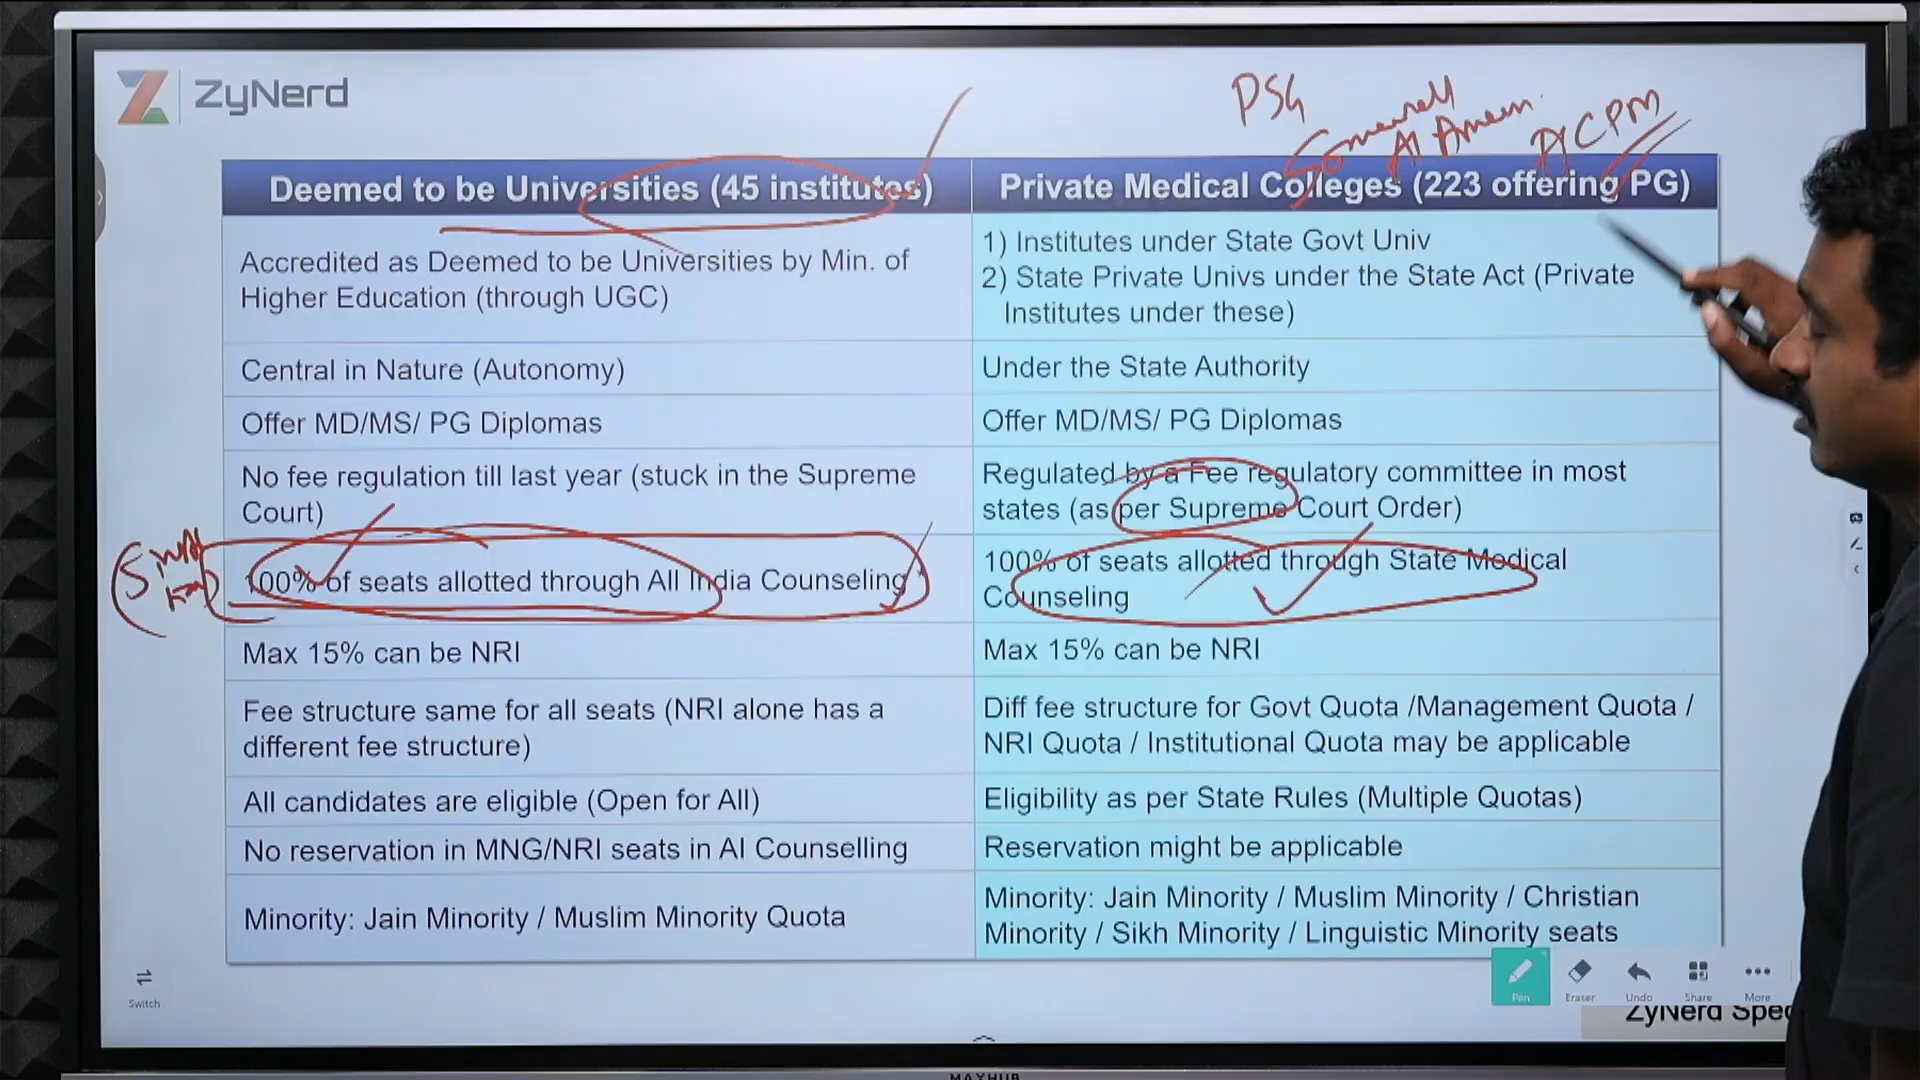 ZyNerd
PSG
Somervell
Al Ameen
ACPM
Deemed to be Universities (45 institutes)
Private Medical Colleges (223 offering PG)
Accredited as Deemed to be Universities by Min. of
Higher Education (through UGC)
1) Institutes under State Govt Univ
2) State Private Univs under the State Act (Private
Institutes under these)
Central in Nature (Autonomy)
Under the State Authority
Offer MD/MS/ PG Diplomas
Offer MD/MS/ PG Diplomas
No fee regulation till last year (stuck in the Supreme
Court)
Regulated by a Fee regulatory committee in most
states (as per Supreme Court Order)
100% of seats allotted through All India Counseling
100% of seats allotted through State Medical
Counseling
Max 15% can be NRI
Max 15% can be NRI
Fee structure same for all seats (NRI alone has a
different fee structure)
Diff fee structure for Govt Quota /Management Quota /
NRI Quota / Institutional Quota may be applicable
All candidates are eligible (Open for All)
Eligibility as per State Rules (Multiple Quotas)
No reservation in MNG/NRI seats in AI Counselling
Reservation might be applicable
Minority: Jain Minority / Muslim Minority Quota
Minority: Jain Minority / Muslim Minority / Christian
Minority / Sikh Minority / Linguistic Minority seats
Switch
Pen
Eraser
Undo
Share
More
ZyNerd Spec
MAXHUB